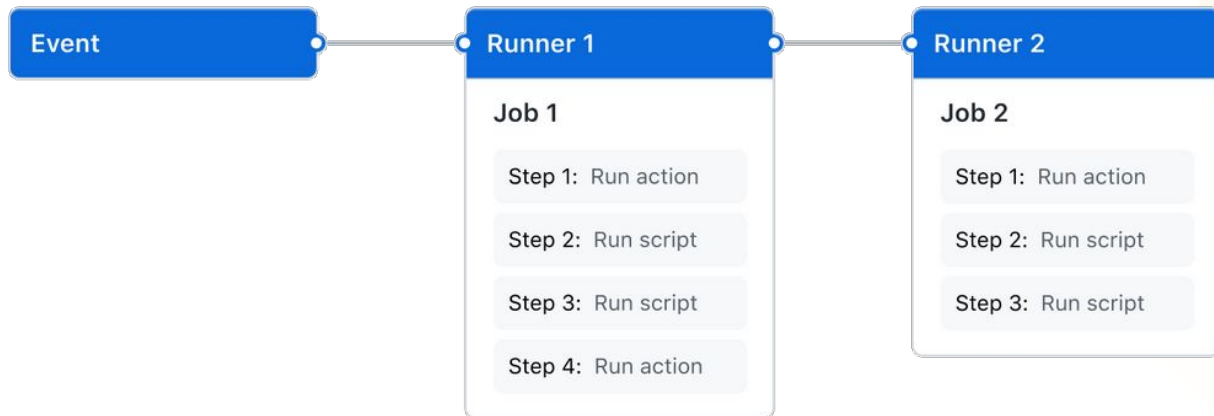 Event
Runner 1
Job 1
Step 1: Run action
Step 2: Run script
Step 3: Run script
Step 4: Run action
Runner 2
Job 2
Step 1: Run action
Step 2: Run script
Step 3: Run script